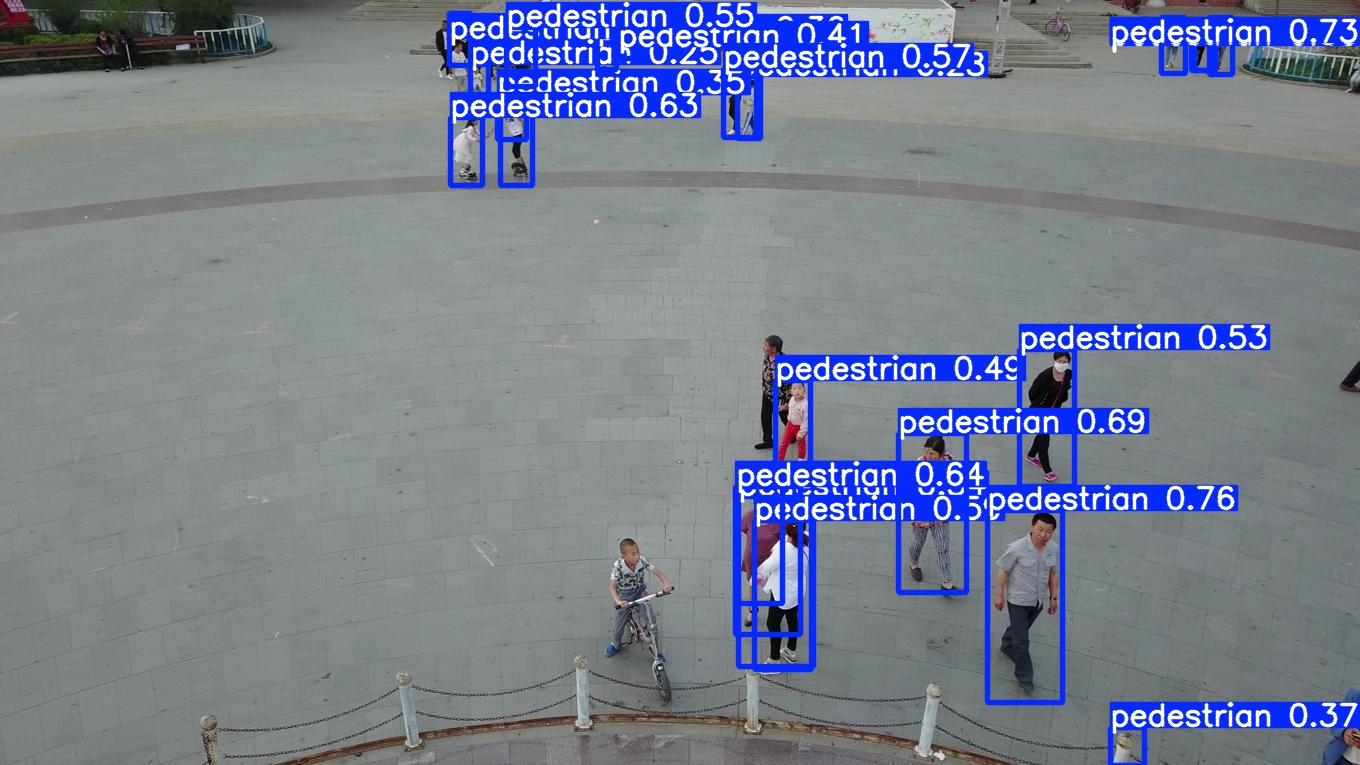 pedestrian 0.55
pedestrian 0.41
pedestrian 0.73
pedestrian 0.25
pedestrian 0.57
pedestrian 0.35
pedestrian 0.63
pedestrian 0.53
pedestrian 0.49
pedestrian 0.69
pedestrian 0.64
pedestrian
pedestrian 0.76
pedestrian 0.37